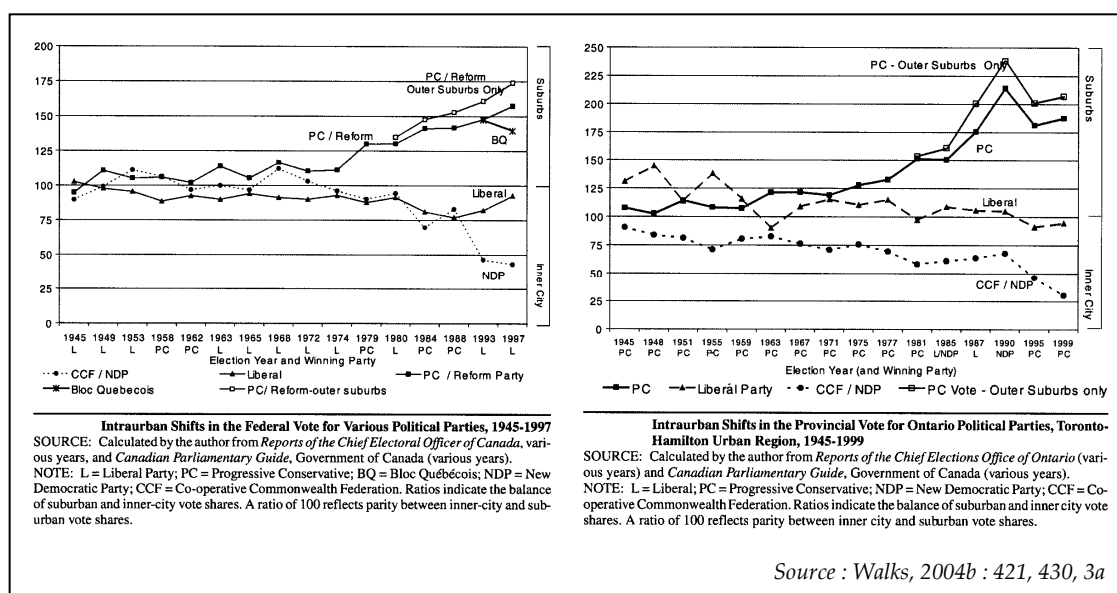 200
175
150
125
100
75
50
25
0
PC / Reform
Outer Suburbs Only
PC / Reform
BQ
Liberal
NDP
Suburbs
Inner City
1945 1949 1953 1958 1962 1963 1965 1968 1972 1974 1979 1980 1984 1988 1993 1997
L L L PC PC L L L L L PC L PC PC L L
Election Year and Winning Party
CCF / NDP Liberal PC / Reform Party
Bloc Quebecois PC/ Reform-outer suburbs
Intraurban Shifts in the Federal Vote for Various Political Parties, 1945-1997
SOURCE: Calculated by the author from Reports of the Chief Electoral Officer of Canada, vari-
ous years, and Canadian Parliamentary Guide, Government of Canada (various years).
NOTE: L = Liberal Party; PC = Progressive Conservative; BQ = Bloc Québécois; NDP = New
Democratic Party; CCF = Co-operative Commonwealth Federation. Ratios indicate the balance
of suburban and inner-city vote shares. A ratio of 100 reflects parity between inner-city and sub-
urban vote shares.
250
225
200
175
150
125
100
75
50
25
0
PC - Outer Suburbs
Only
PC
Liberal
CCF / NDP
Suburbs
Inner City
1945 1948 1951 1955 1959 1963 1967 1971 1975 1977 1981 1985 1987 1990 1995 1999
PC PC PC PC PC PC PC PC PC PC PC L/NDP L NDP PC PC
Election Year (and Winning Party)
PC Liberal Party CCF / NDP PC Vote - Outer Suburbs only
Intraurban Shifts in the Provincial Vote for Ontario Political Parties, Toronto-
Hamilton Urban Region, 1945-1999
SOURCE: Calculated by the author from Reports of the Chief Elections Office of Ontario (vari-
ous years) and Canadian Parliamentary Guide, Government of Canada (various years).
NOTE: L = Liberal; PC = Progressive Conservative; NDP = New Democratic Party; CCF = Co-
operative Commonwealth Federation. Ratios indicate the balance of suburban and inner city vote
shares. A ratio of 100 reflects parity between inner city and suburban vote shares.
Source : Walks, 2004b : 421, 430, 3a